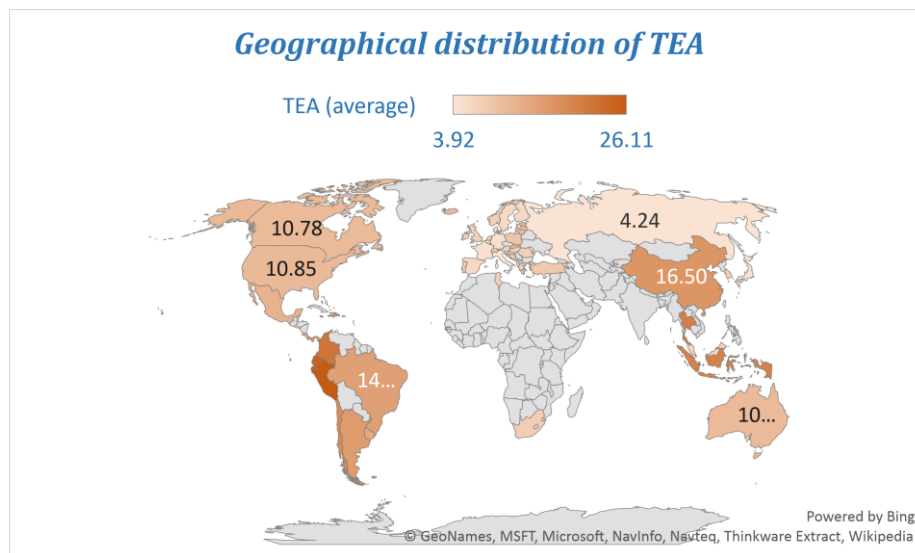 Geographical distribution of TEA
TEA (average)
3.92 26.11
10.78
4.24
10.85
16.50
14...
10...
Powered by Bing
© GeoNames, MSFT, Microsoft, NavInfo, Navteq, Thinkware Extract, Wikipedia